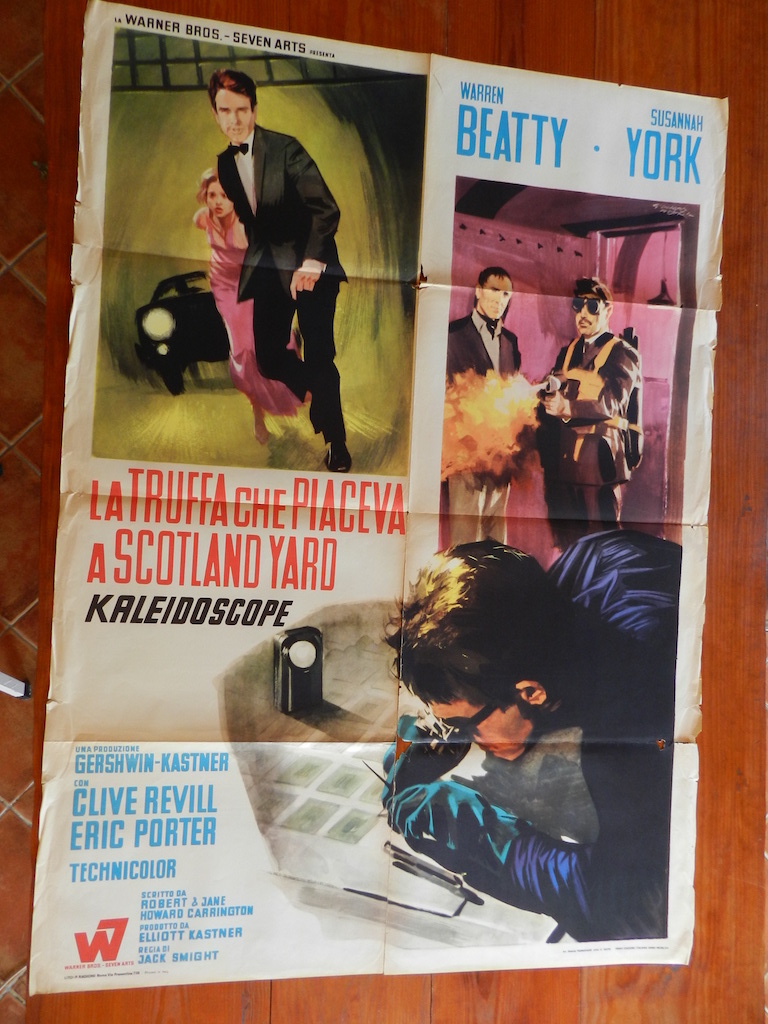 LA WARNER BROS. - SEVEN ARTS PRESENTA
WARREN
BEATTY
·
SUSANNAH
YORK
LA TRUFFA CHE PIACEVA
A SCOTLAND YARD
KALEIDOSCOPE
UNA PRODUZIONE
GERSHWIN-KASTNER
CON
CLIVE REVILL
ERIC PORTER
TECHNICOLOR
SCRITTO DA
ROBERT & JANE
HOWARD CARRINGTON
PRODOTTO DA
ELLIOTT KASTNER
REGIA DI
JACK SMIGHT
W
WARNER BROS - SEVEN ARTS